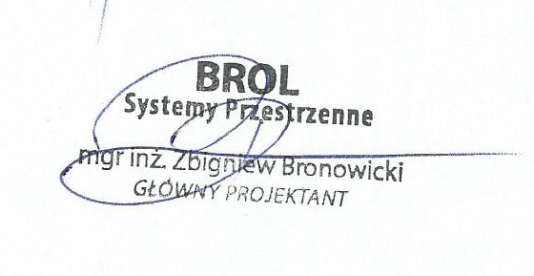 BROL
Systemy Przestrzenne
mgr inż. Zbigniew Bronowicki
GŁÓWNY PROJEKTANT